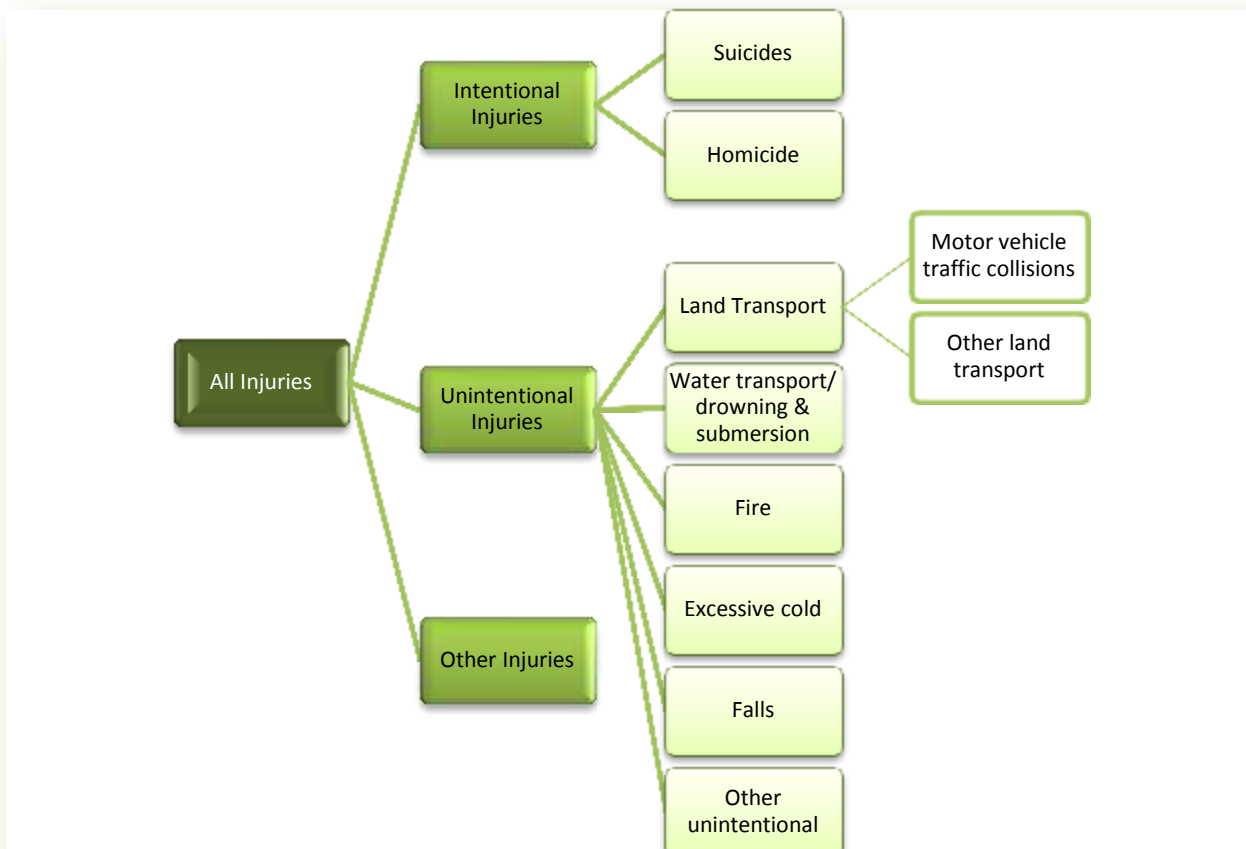 Suicides
Intentional
Injuries
Homicide
Motor vehicle
traffic collisions
Land Transport
Other land
transport
All Injuries
Unintentional
Injuries
Water transport/
drowning &
submersion
Fire
Excessive cold
Other Injuries
Falls
Other
unintentional